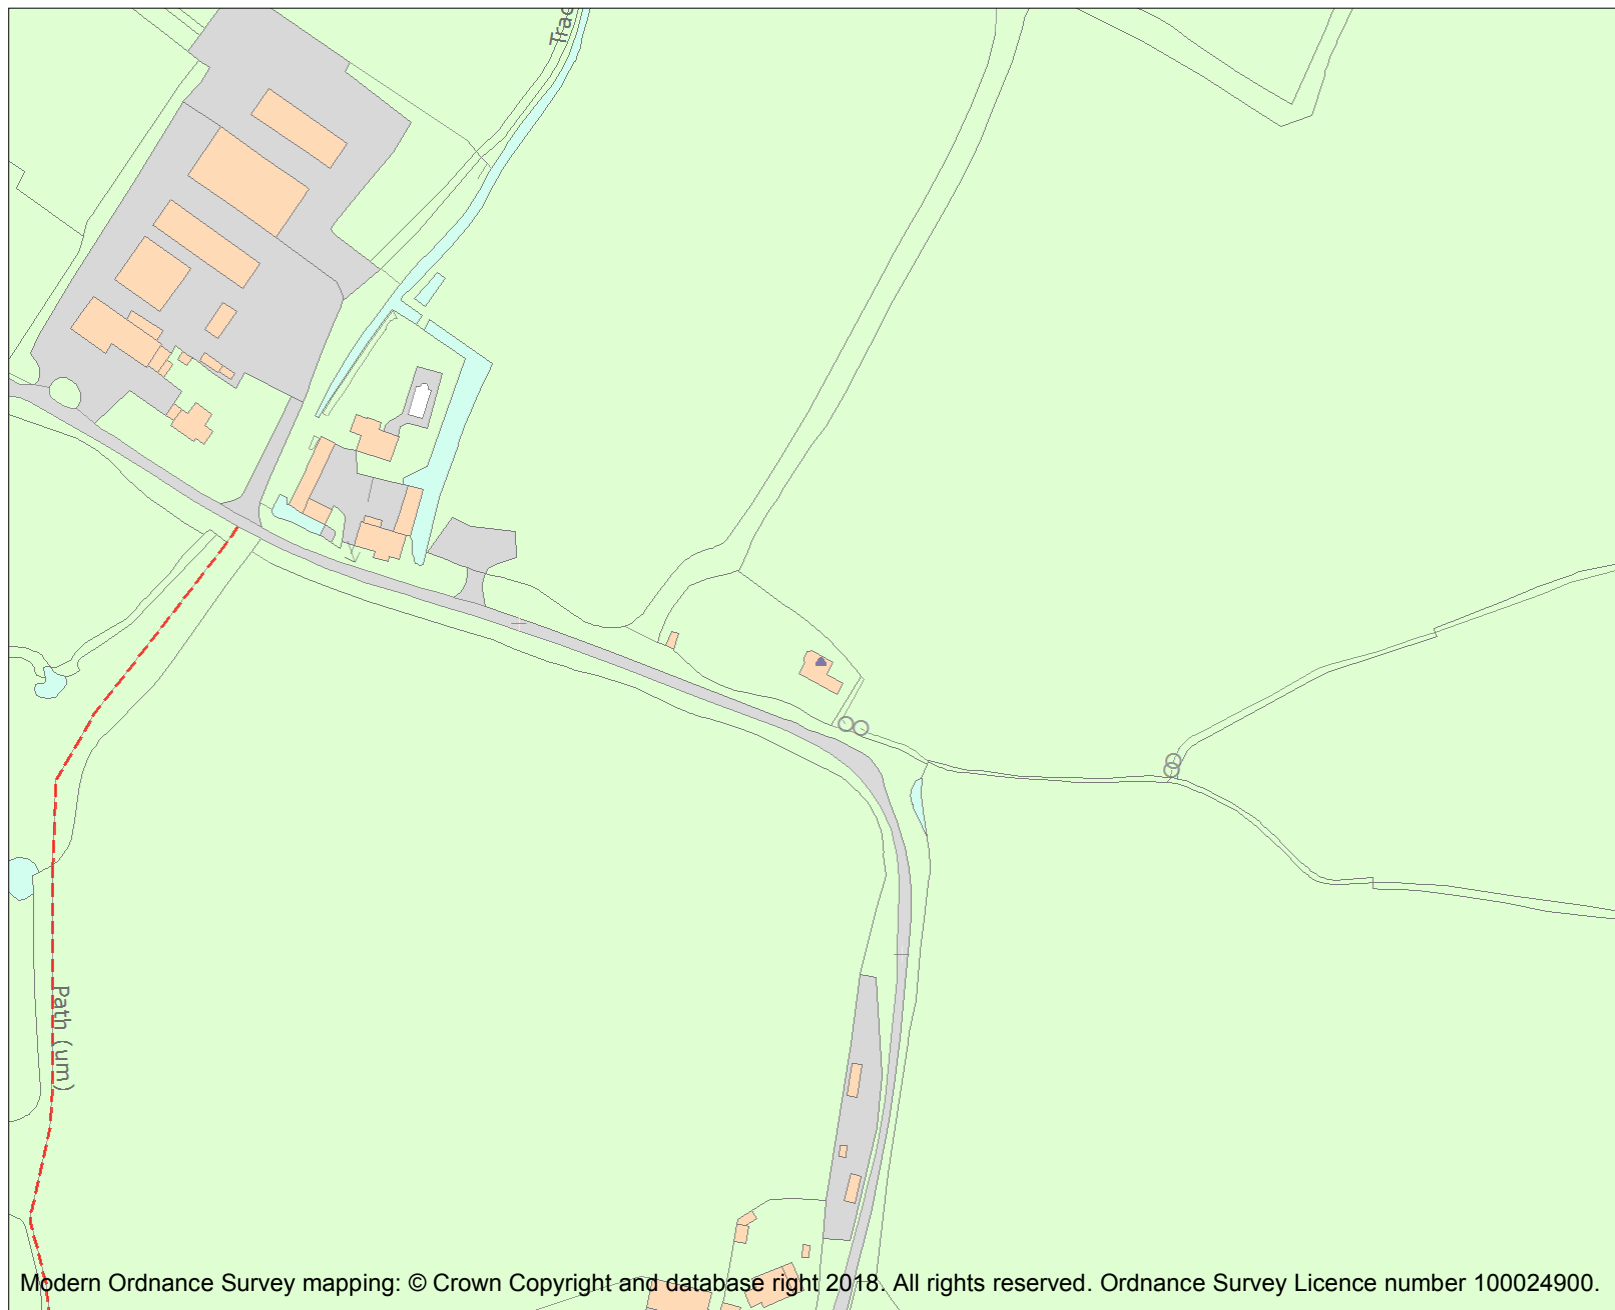 Trac
Path (um)
Modern Ordnance Survey mapping: © Crown Copyright and database right 2018. All rights reserved. Ordnance Survey Licence number 100024900.